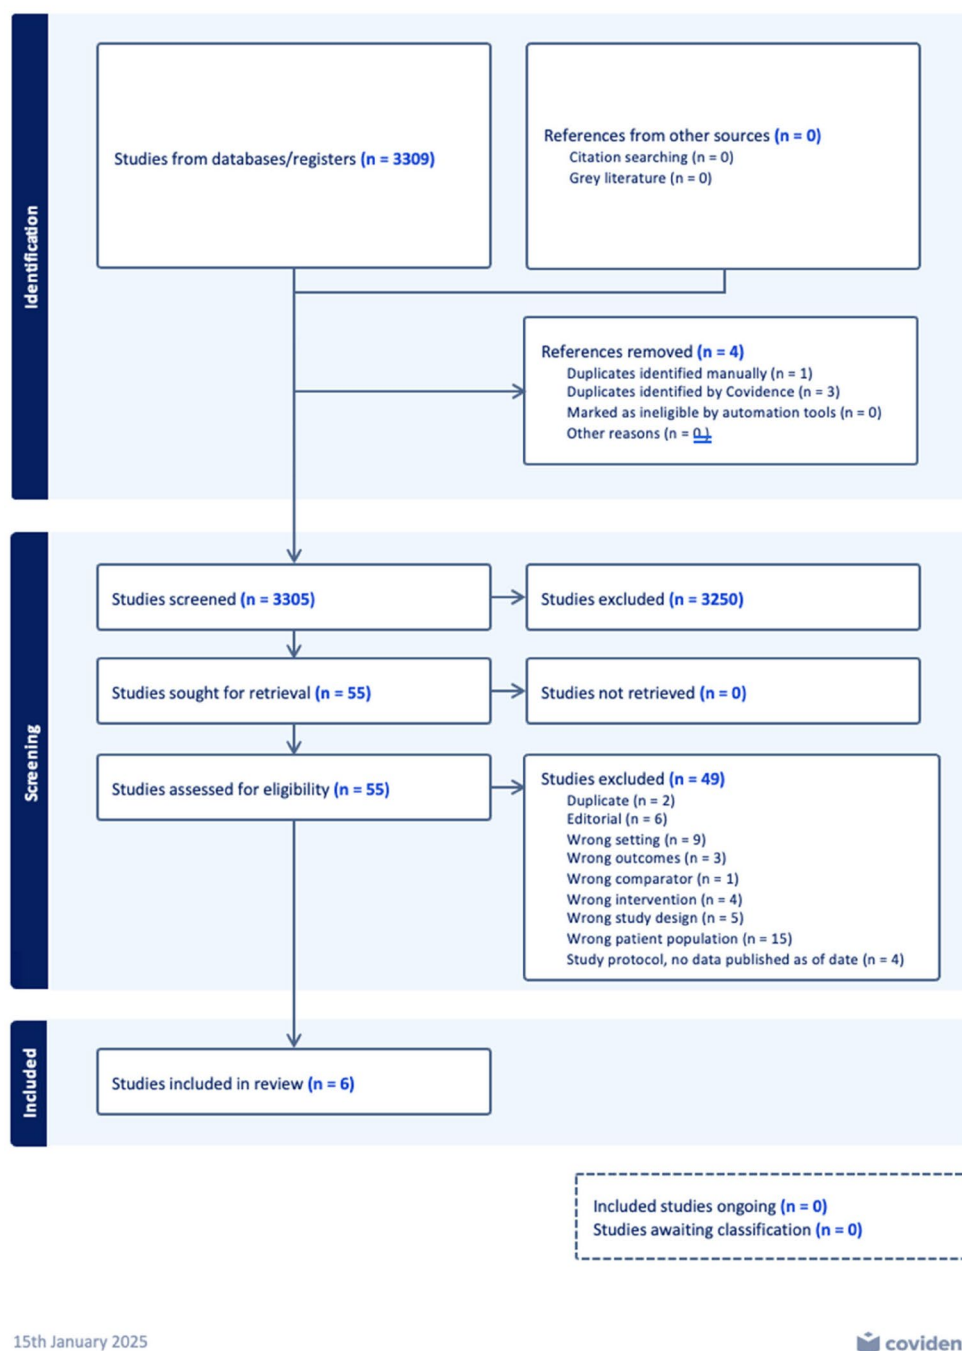 Identification
Studies from databases/registers (n = 3309)
References from other sources (n = 0)
Citation searching (n = 0)
Grey literature (n = 0)
References removed (n = 4)
Duplicates identified manually (n = 1)
Duplicates identified by Covidence (n = 3)
Marked as ineligible by automation tools (n = 0)
Other reasons (n = 0 )
Screening
Studies screened (n = 3305)
Studies excluded (n = 3250)
Studies sought for retrieval (n = 55)
Studies not retrieved (n = 0)
Studies assessed for eligibility (n = 55)
Studies excluded (n = 49)
Duplicate (n = 2)
Editorial (n = 6)
Wrong setting (n = 9)
Wrong outcomes (n = 3)
Wrong comparator (n = 1)
Wrong intervention (n = 4)
Wrong study design (n = 5)
Wrong patient population (n = 15)
Study protocol, no data published as of date (n = 4)
Included
Studies included in review (n = 6)
Included studies ongoing (n = 0)
Studies awaiting classification (n = 0)
15th January 2025
coviden